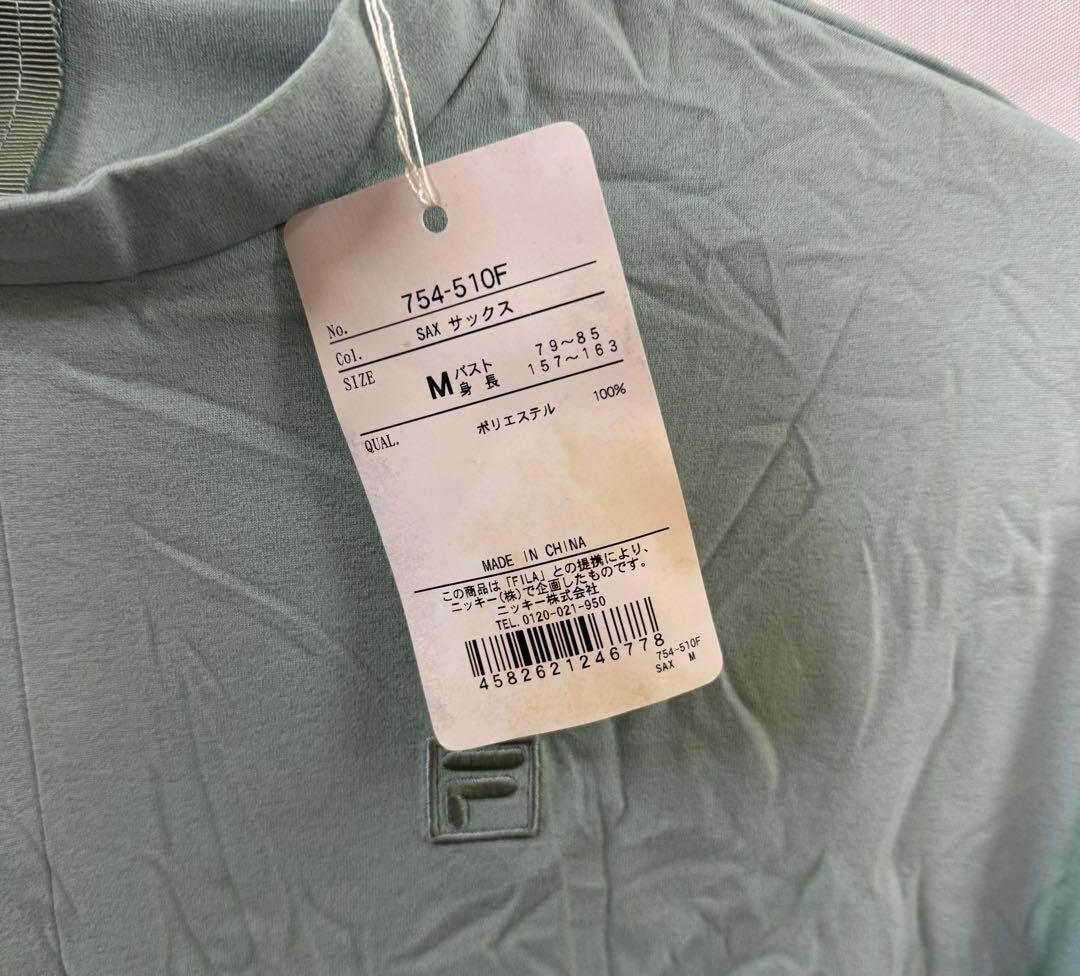 No. 754-510F
Col. SAX サックス
SIZE M バスト 79～85
身長 157～163
QUAL. ポリエステル 100%
MADE IN CHINA
この商品は「FILA」との提携により、
ニッキー(株)で企画したものです。
ニッキー株式会社
TEL. 0120-021-950
4582621246778
754-510F
SAX M
F